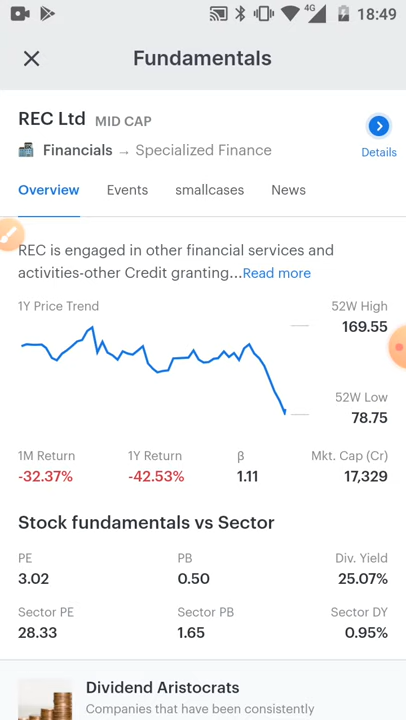 4G 18:49
Fundamentals
REC Ltd MID CAP
Financials → Specialized Finance
Details
Overview Events smallcases News
REC is engaged in other financial services and
activities-other Credit granting...Read more
1Y Price Trend 52W High
169.55
52W Low
78.75
1M Return 1Y Return β Mkt. Cap (Cr)
-32.37% -42.53% 1.11 17,329
Stock fundamentals vs Sector
PE PB Div. Yield
3.02 0.50 25.07%
Sector PE Sector PB Sector DY
28.33 1.65 0.95%
Dividend Aristocrats
Companies that have been consistently